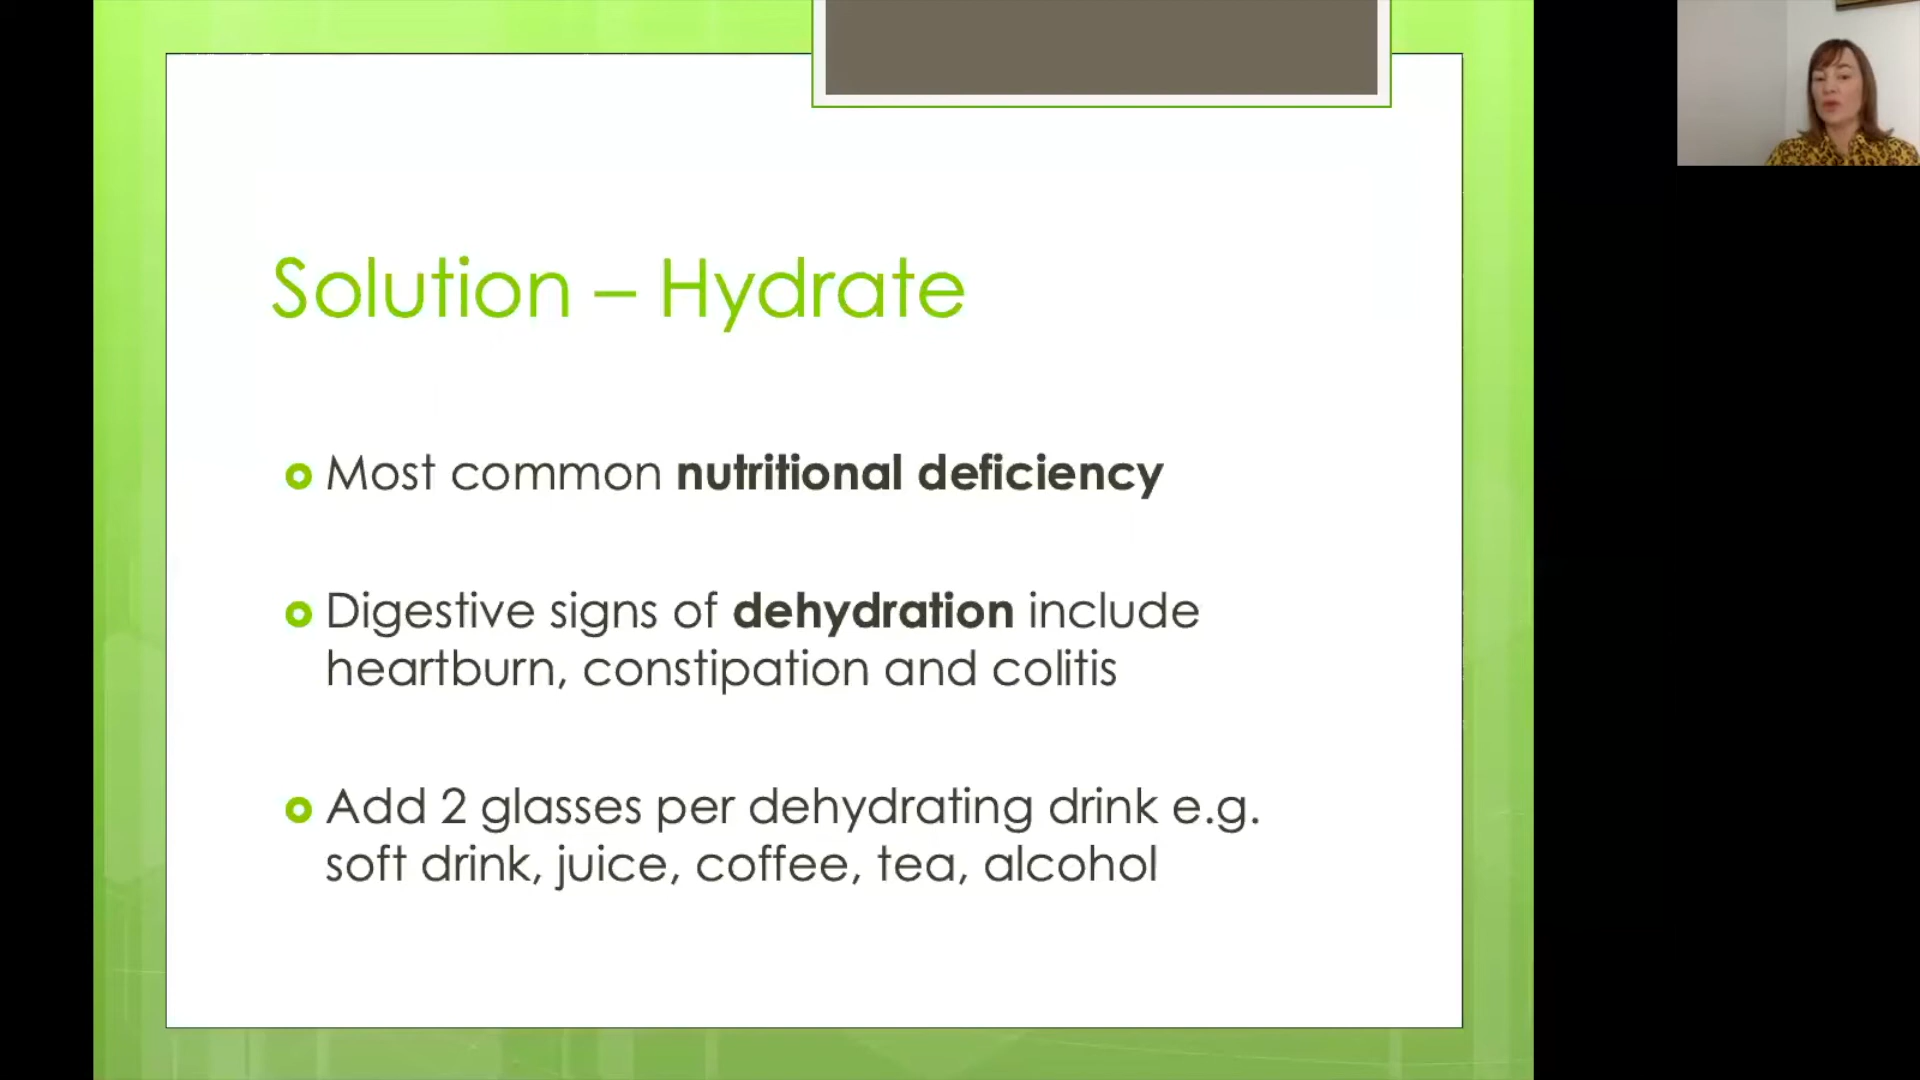 Solution – Hydrate
Most common nutritional deficiency
Digestive signs of dehydration include
heartburn, constipation and colitis
Add 2 glasses per dehydrating drink e.g.
soft drink, juice, coffee, tea, alcohol